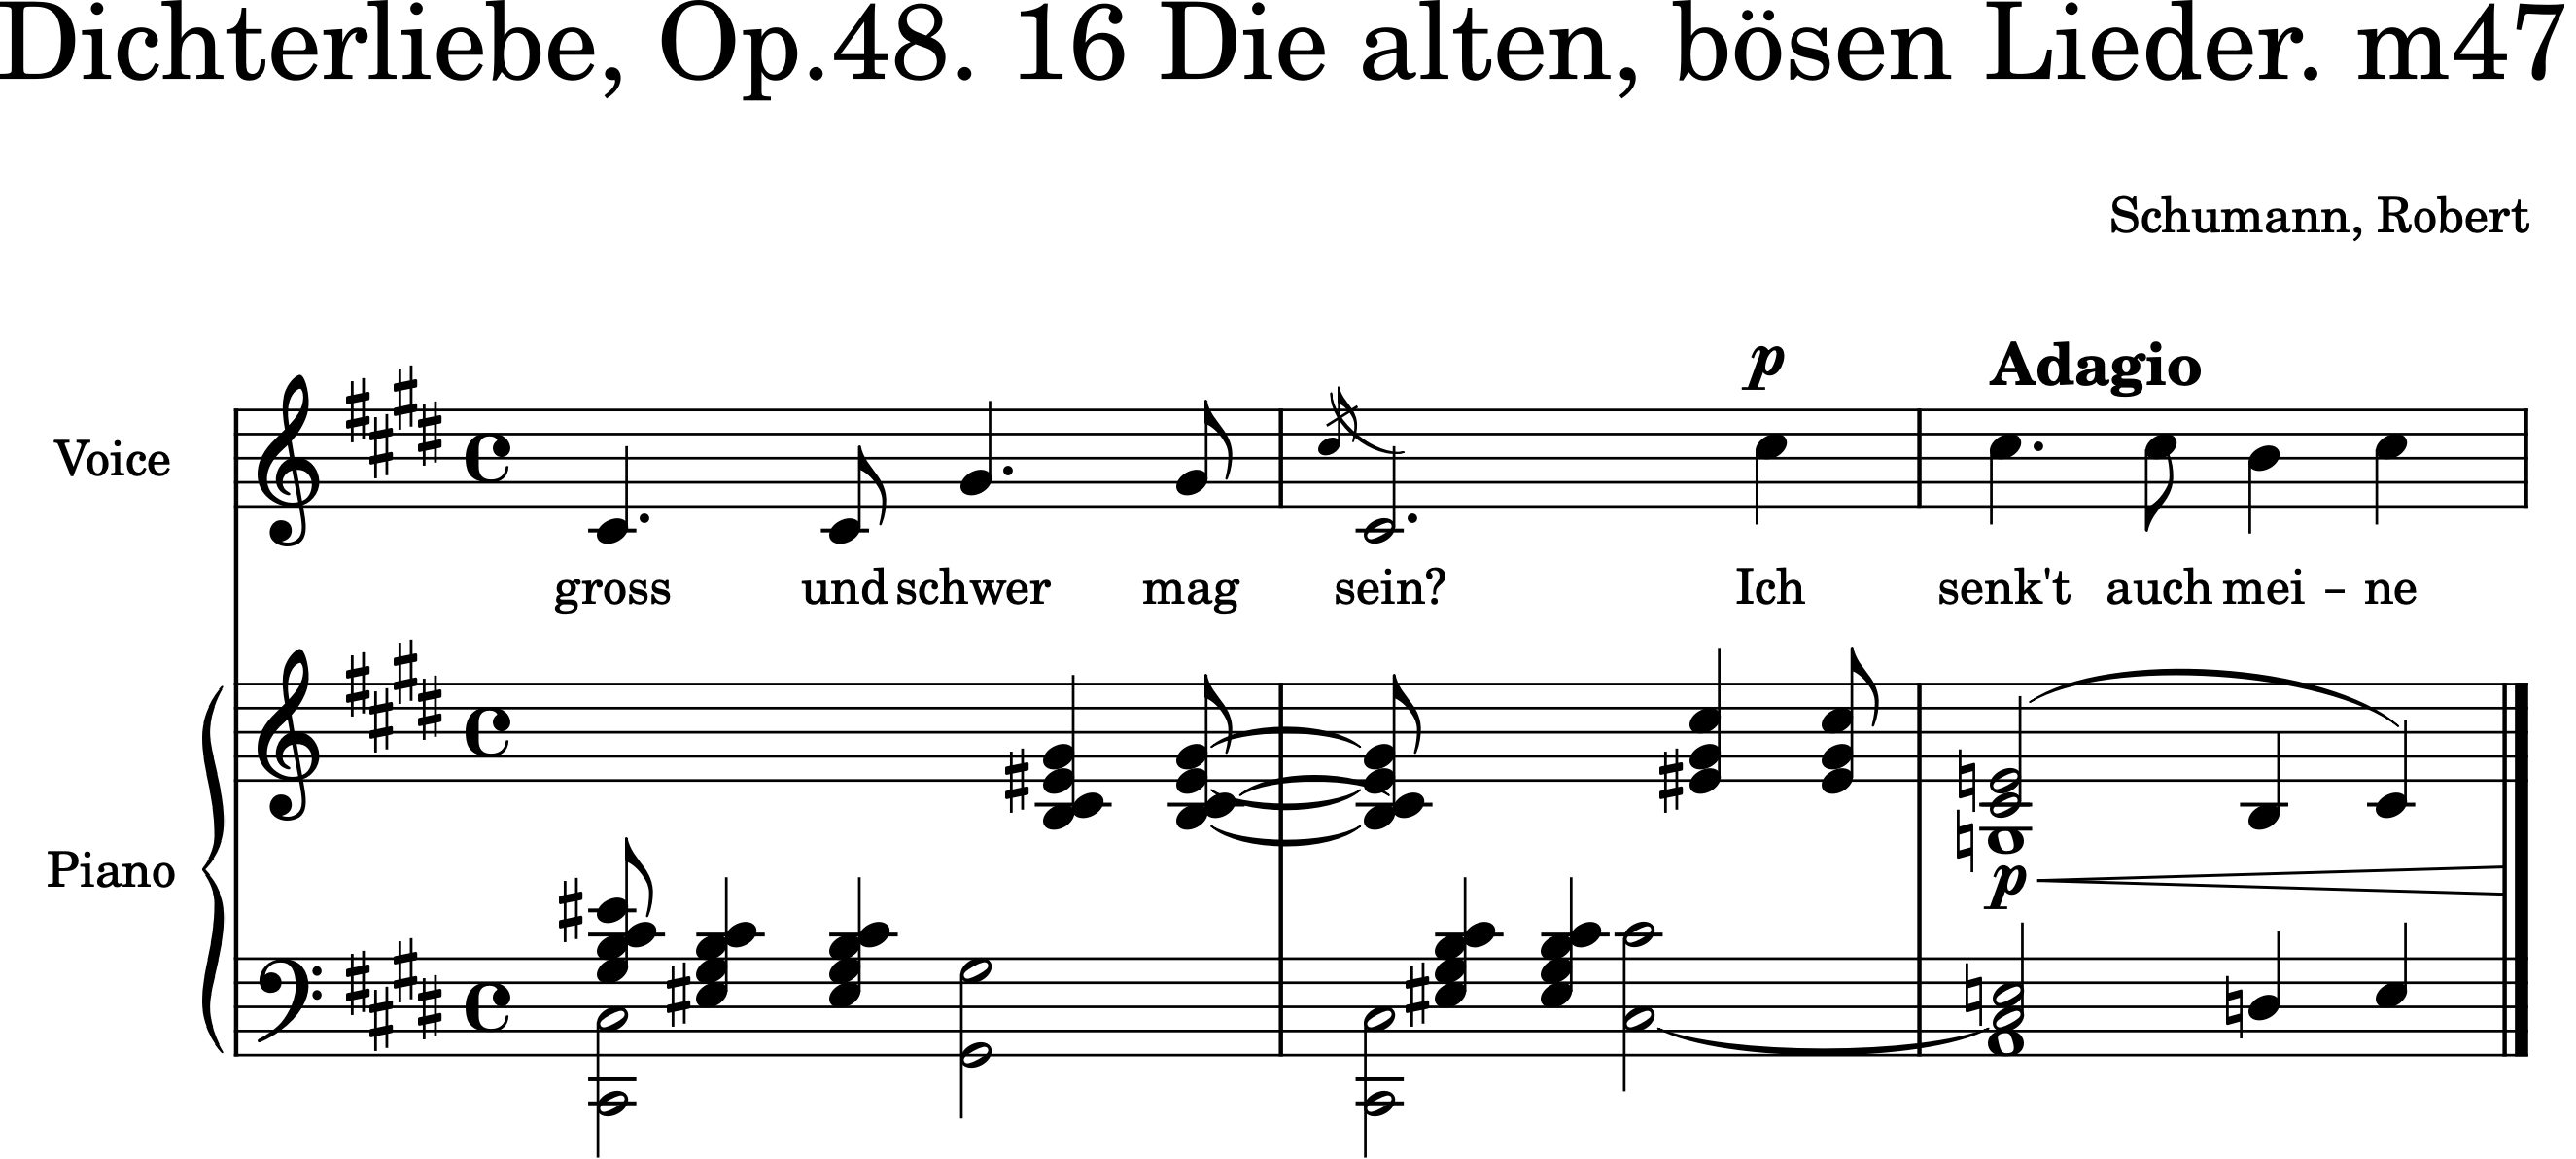 Dichterliebe, Op.48. 16 Die alten, bösen Lieder. m47
Schumann, Robert
p Adagio
Voice
gross und schwer mag sein? Ich senk't auch mei – ne
Piano
p